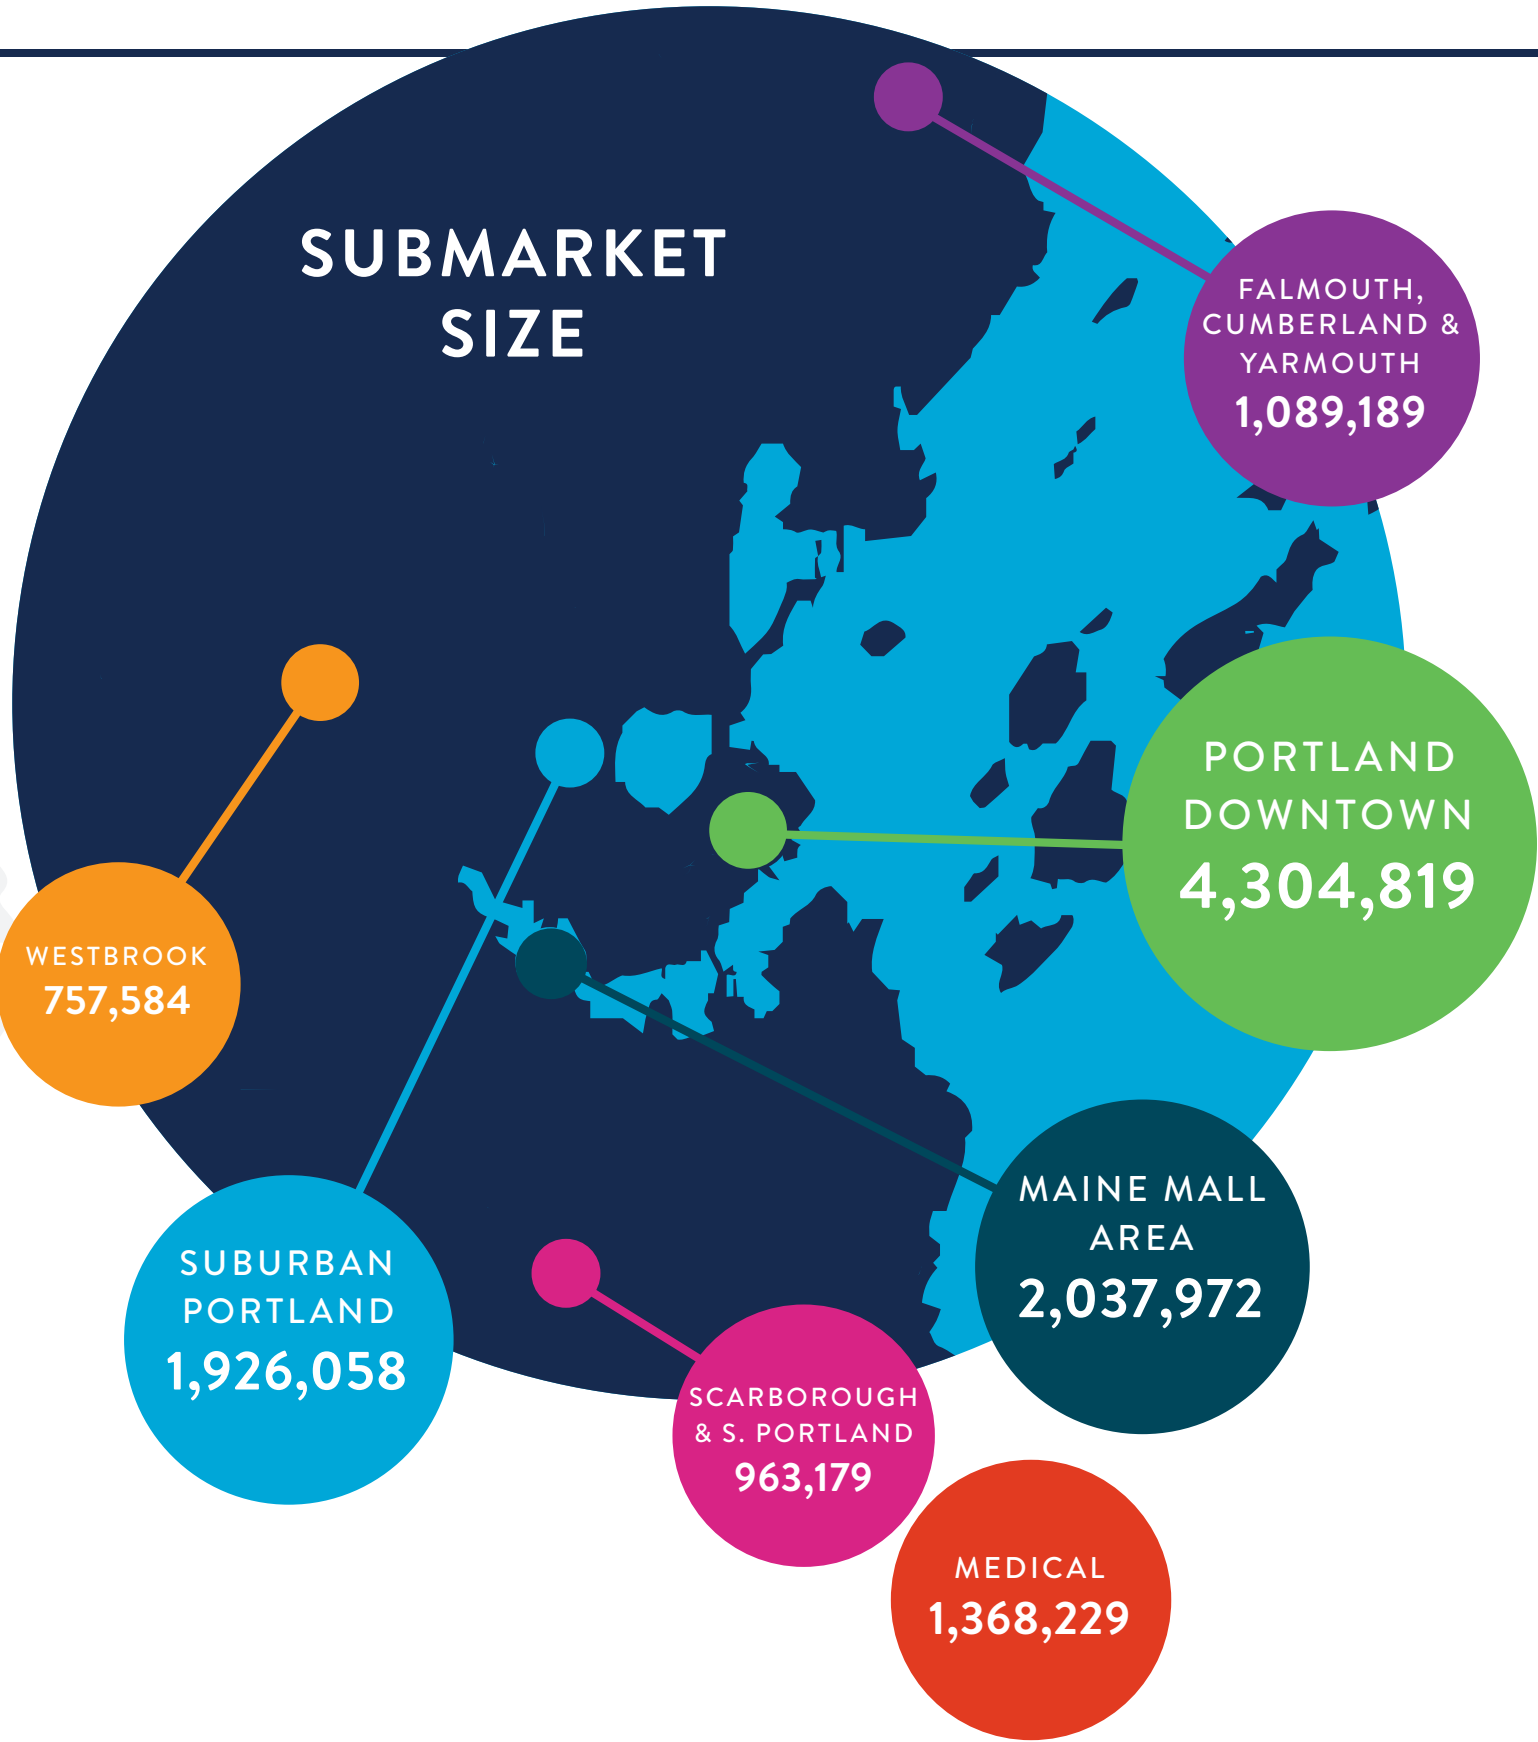 SUBMARKET
SIZE
FALMOUTH,
CUMBERLAND &
YARMOUTH
1,089,189
PORTLAND
DOWNTOWN
4,304,819
WESTBROOK
757,584
MAINE MALL
AREA
2,037,972
SUBURBAN
PORTLAND
1,926,058
SCARBOROUGH
& S. PORTLAND
963,179
MEDICAL
1,368,229